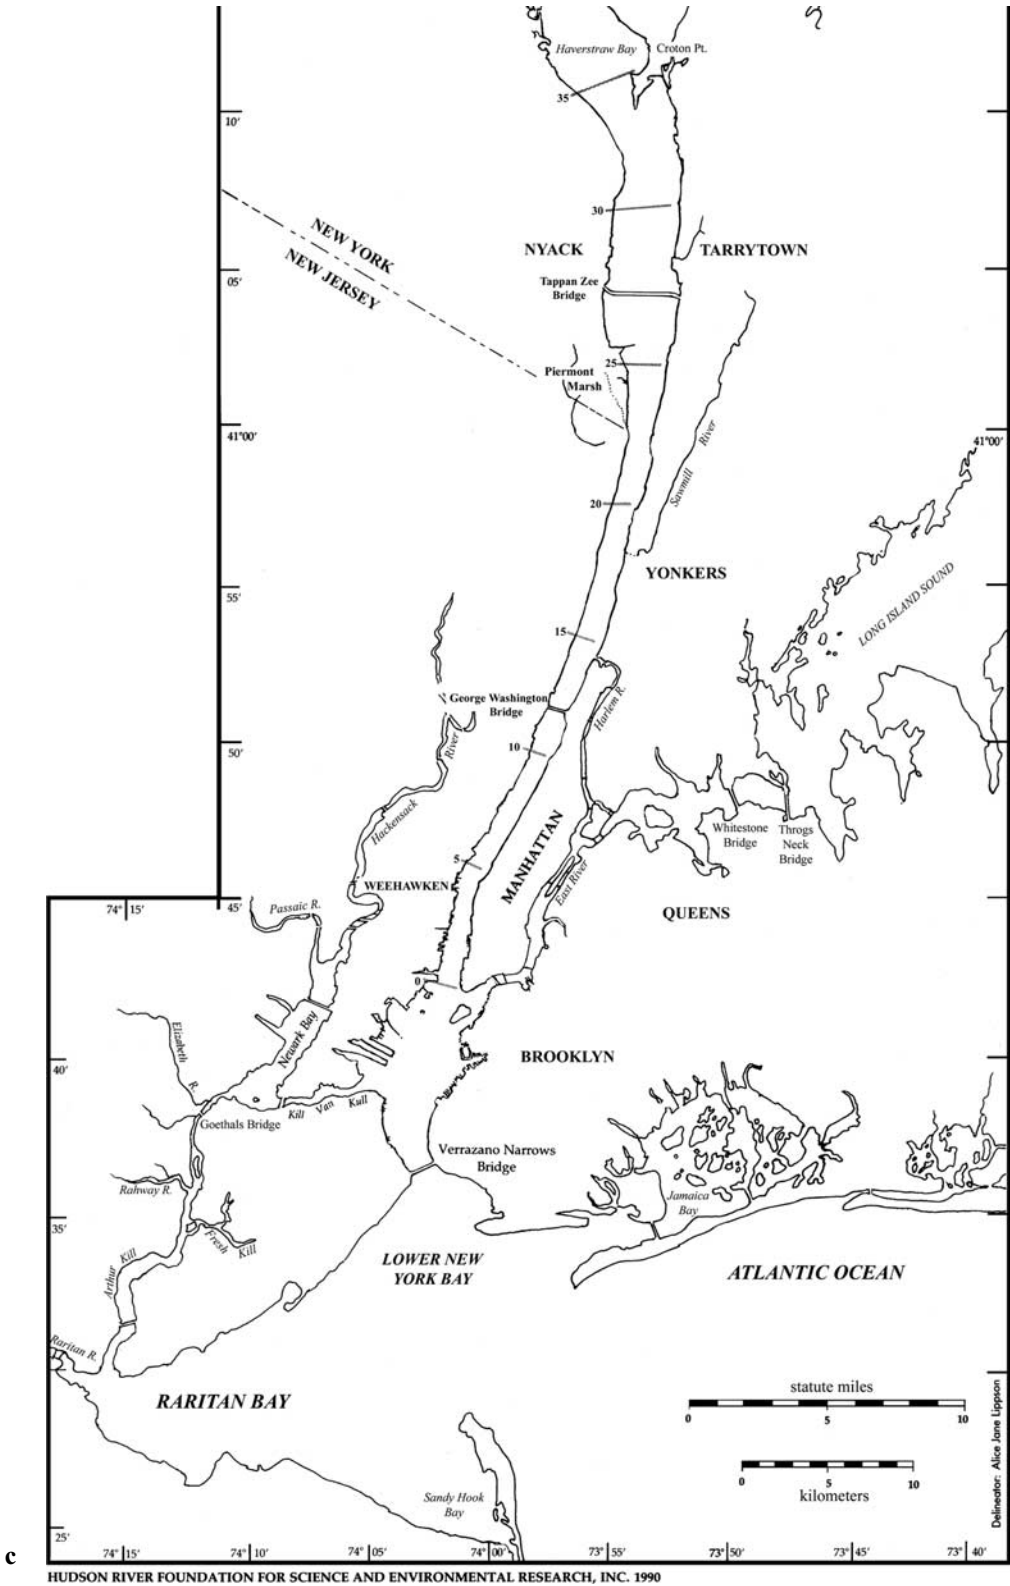 Haverstraw Bay
Croton Pt.
35
10'
30
NEW YORK
NEW JERSEY
NYACK
TARRYTOWN
Tappan Zee
Bridge
25
Piermont
Marsh
41°00'
41°00'
Sawmill
River
20
YONKERS
55'
LONG ISLAND SOUND
15
George Washington
Bridge
Harlem R.
10
50'
River
Hackensack
Whitestone
Bridge
Throgs
Neck
Bridge
MANHATTAN
5
WEEHAWKEN
East River
QUEENS
74° 15'
45'
Passaic R.
0
Newark Bay
Elizabeth
R.
BROOKLYN
40'
Kill Van Kull
Goethals Bridge
Verrazano Narrows
Bridge
Rahway R.
Jamaica
Bay
35'
Fresh
Kill
Arthur
Kill
LOWER NEW
YORK BAY
ATLANTIC OCEAN
Raritan R.
RARITAN BAY
statute miles
0 5 10
0 5 10
kilometers
Sandy Hook
Bay
Delineator: Alice Jane Lippson
05'
25'
74° 15'
74° 10'
74° 05'
74° 00'
73° 55'
73° 50'
73° 45'
73° 40'
c
HUDSON RIVER FOUNDATION FOR SCIENCE AND ENVIRONMENTAL RESEARCH, INC. 1990